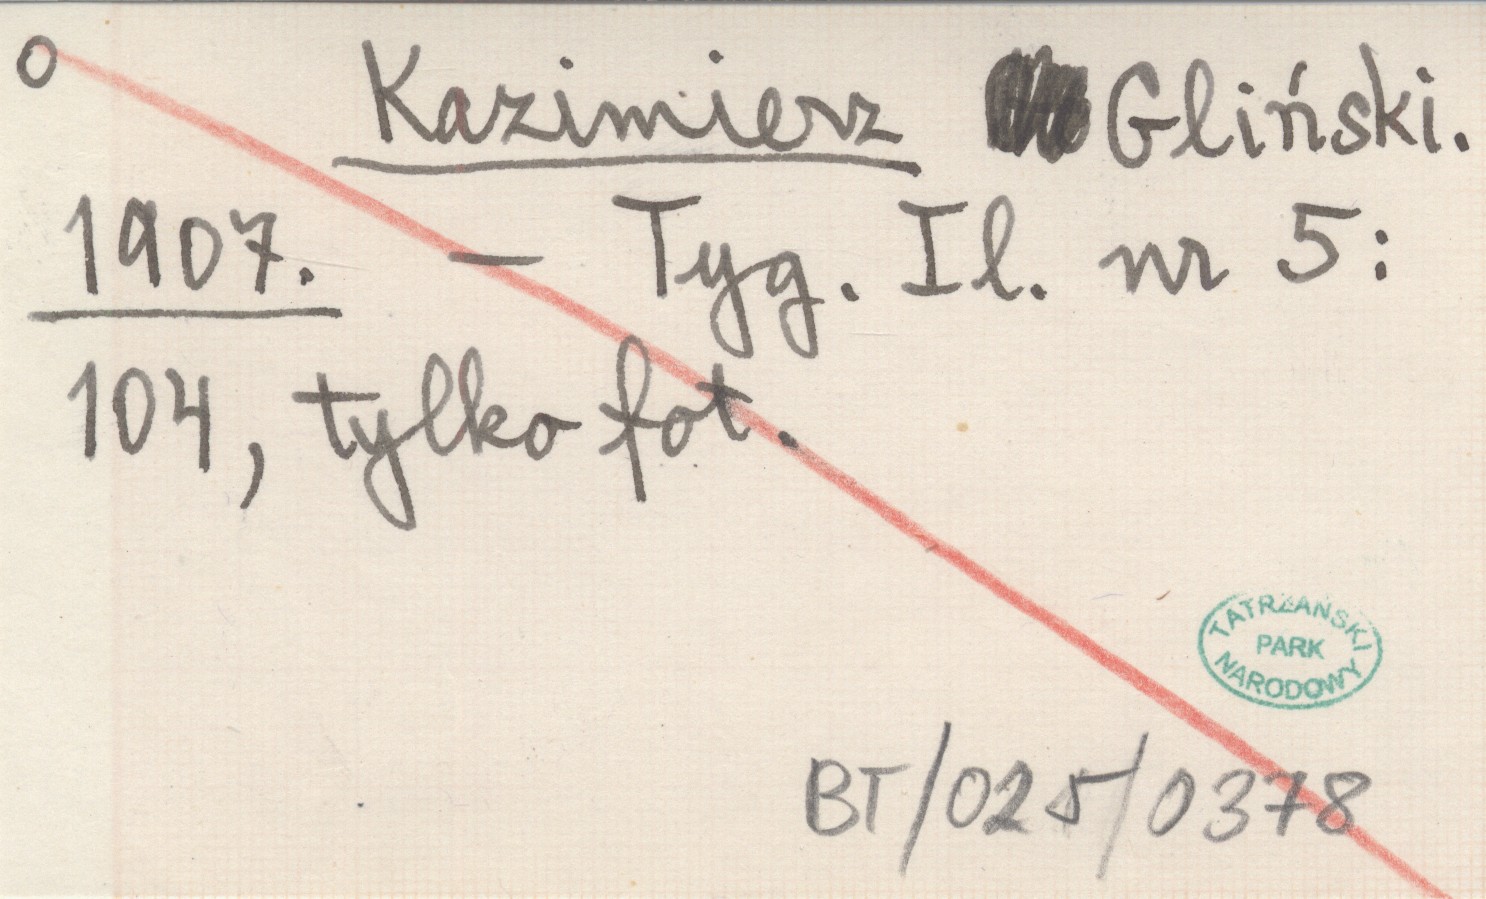 o Kazimierz Gliński.
1907. — Tyg. Il. nr 5:
104, tylko fot.
TATRZAŃSKI
PARK
NARODOWY
BT/025/0378